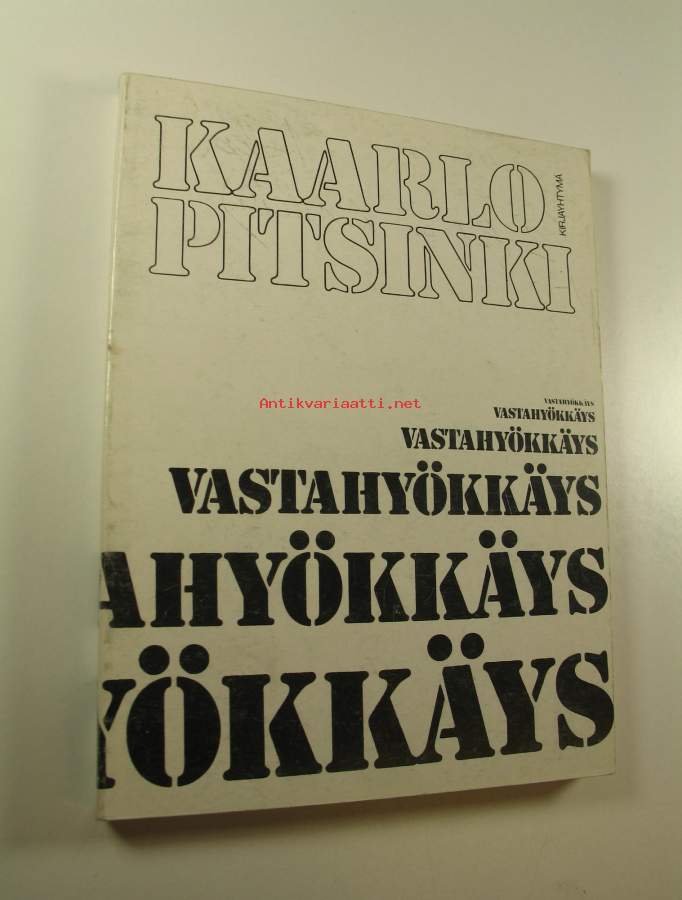 KAARLO
PITSINKI
KIRJAYHTYMÄ
VASTAHYÖKKÄYS
Antikvariaatti.net
VASTAHYÖKKÄYS
VASTAHYÖKKÄYS
VASTAHYÖKKÄYS
AHYÖKKÄYS
YÖKKÄYS